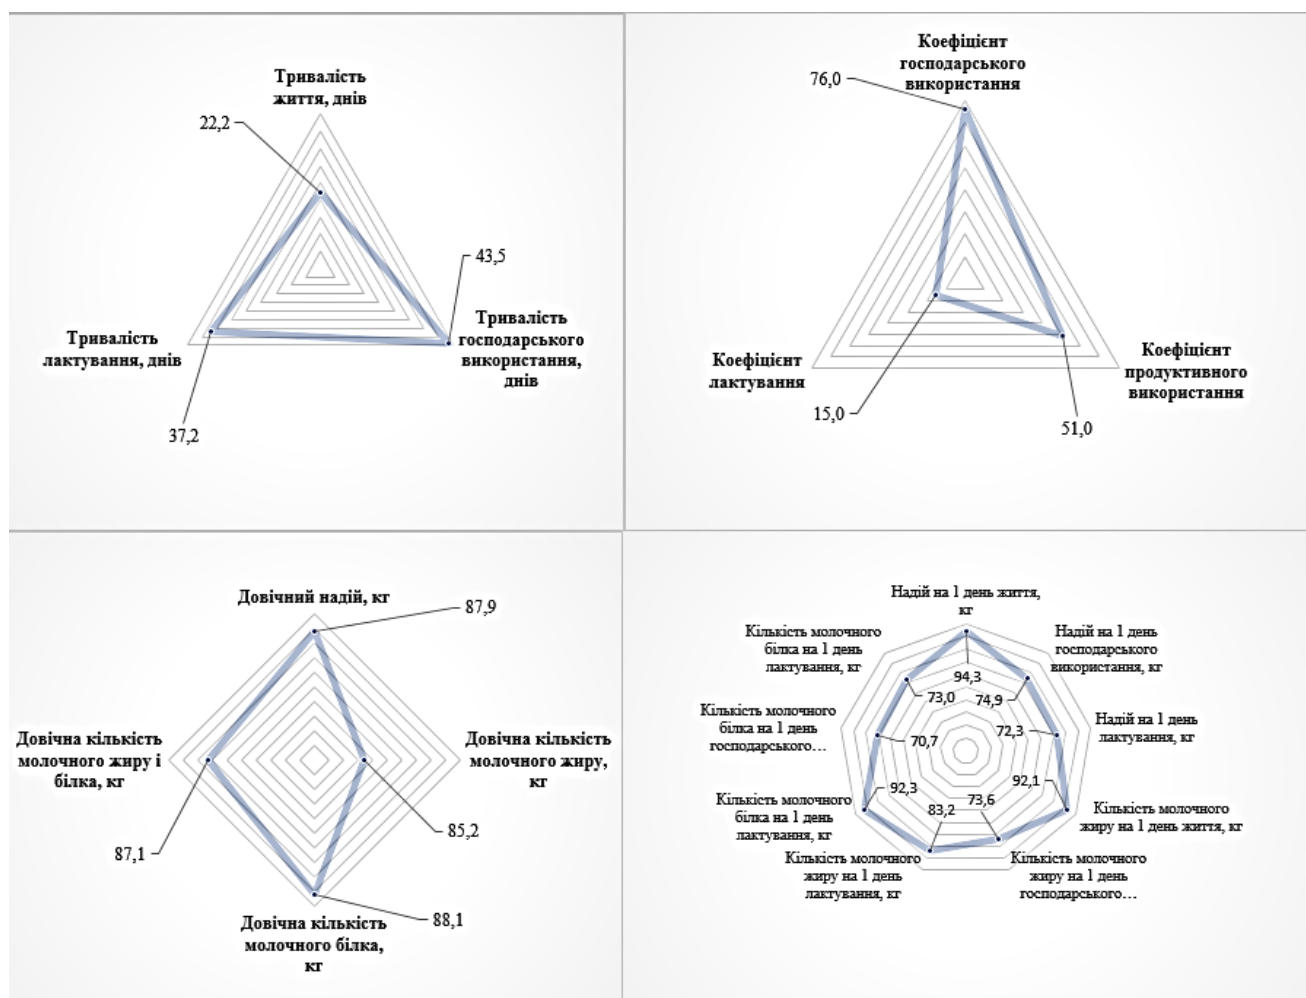 Тривалість
життя, днів
22,2
43,5
Тривалість
господарського
використання,
днів
Тривалість
лактування, днів
37,2
Коефіцієнт
господарського
використання
76,0
Коефіцієнт
продуктивного
використання
51,0
Коефіцієнт
лактування
15,0
Довічний надій, кг
87,9
Довічна кількість
молочного жиру,
кг
85,2
Довічна кількість
молочного білка,
кг
88,1
Довічна кількість
молочного жиру і
білка, кг
87,1
Надій на 1 день життя,
кг
94,3
Надій на 1 день
господарського
використання, кг
74,9
Надій на 1 день
лактування, кг
72,3
Кількість молочного
жиру на 1 день життя, кг
92,1
Кількість молочного
жиру на 1 день
господарського…
73,6
Кількість молочного
жиру на 1 день
лактування, кг
83,2
Кількість молочного
білка на 1 день
лактування, кг
92,3
Кількість молочного
білка на 1 день
господарського…
70,7
Кількість молочного
білка на 1 день
лактування, кг
73,0